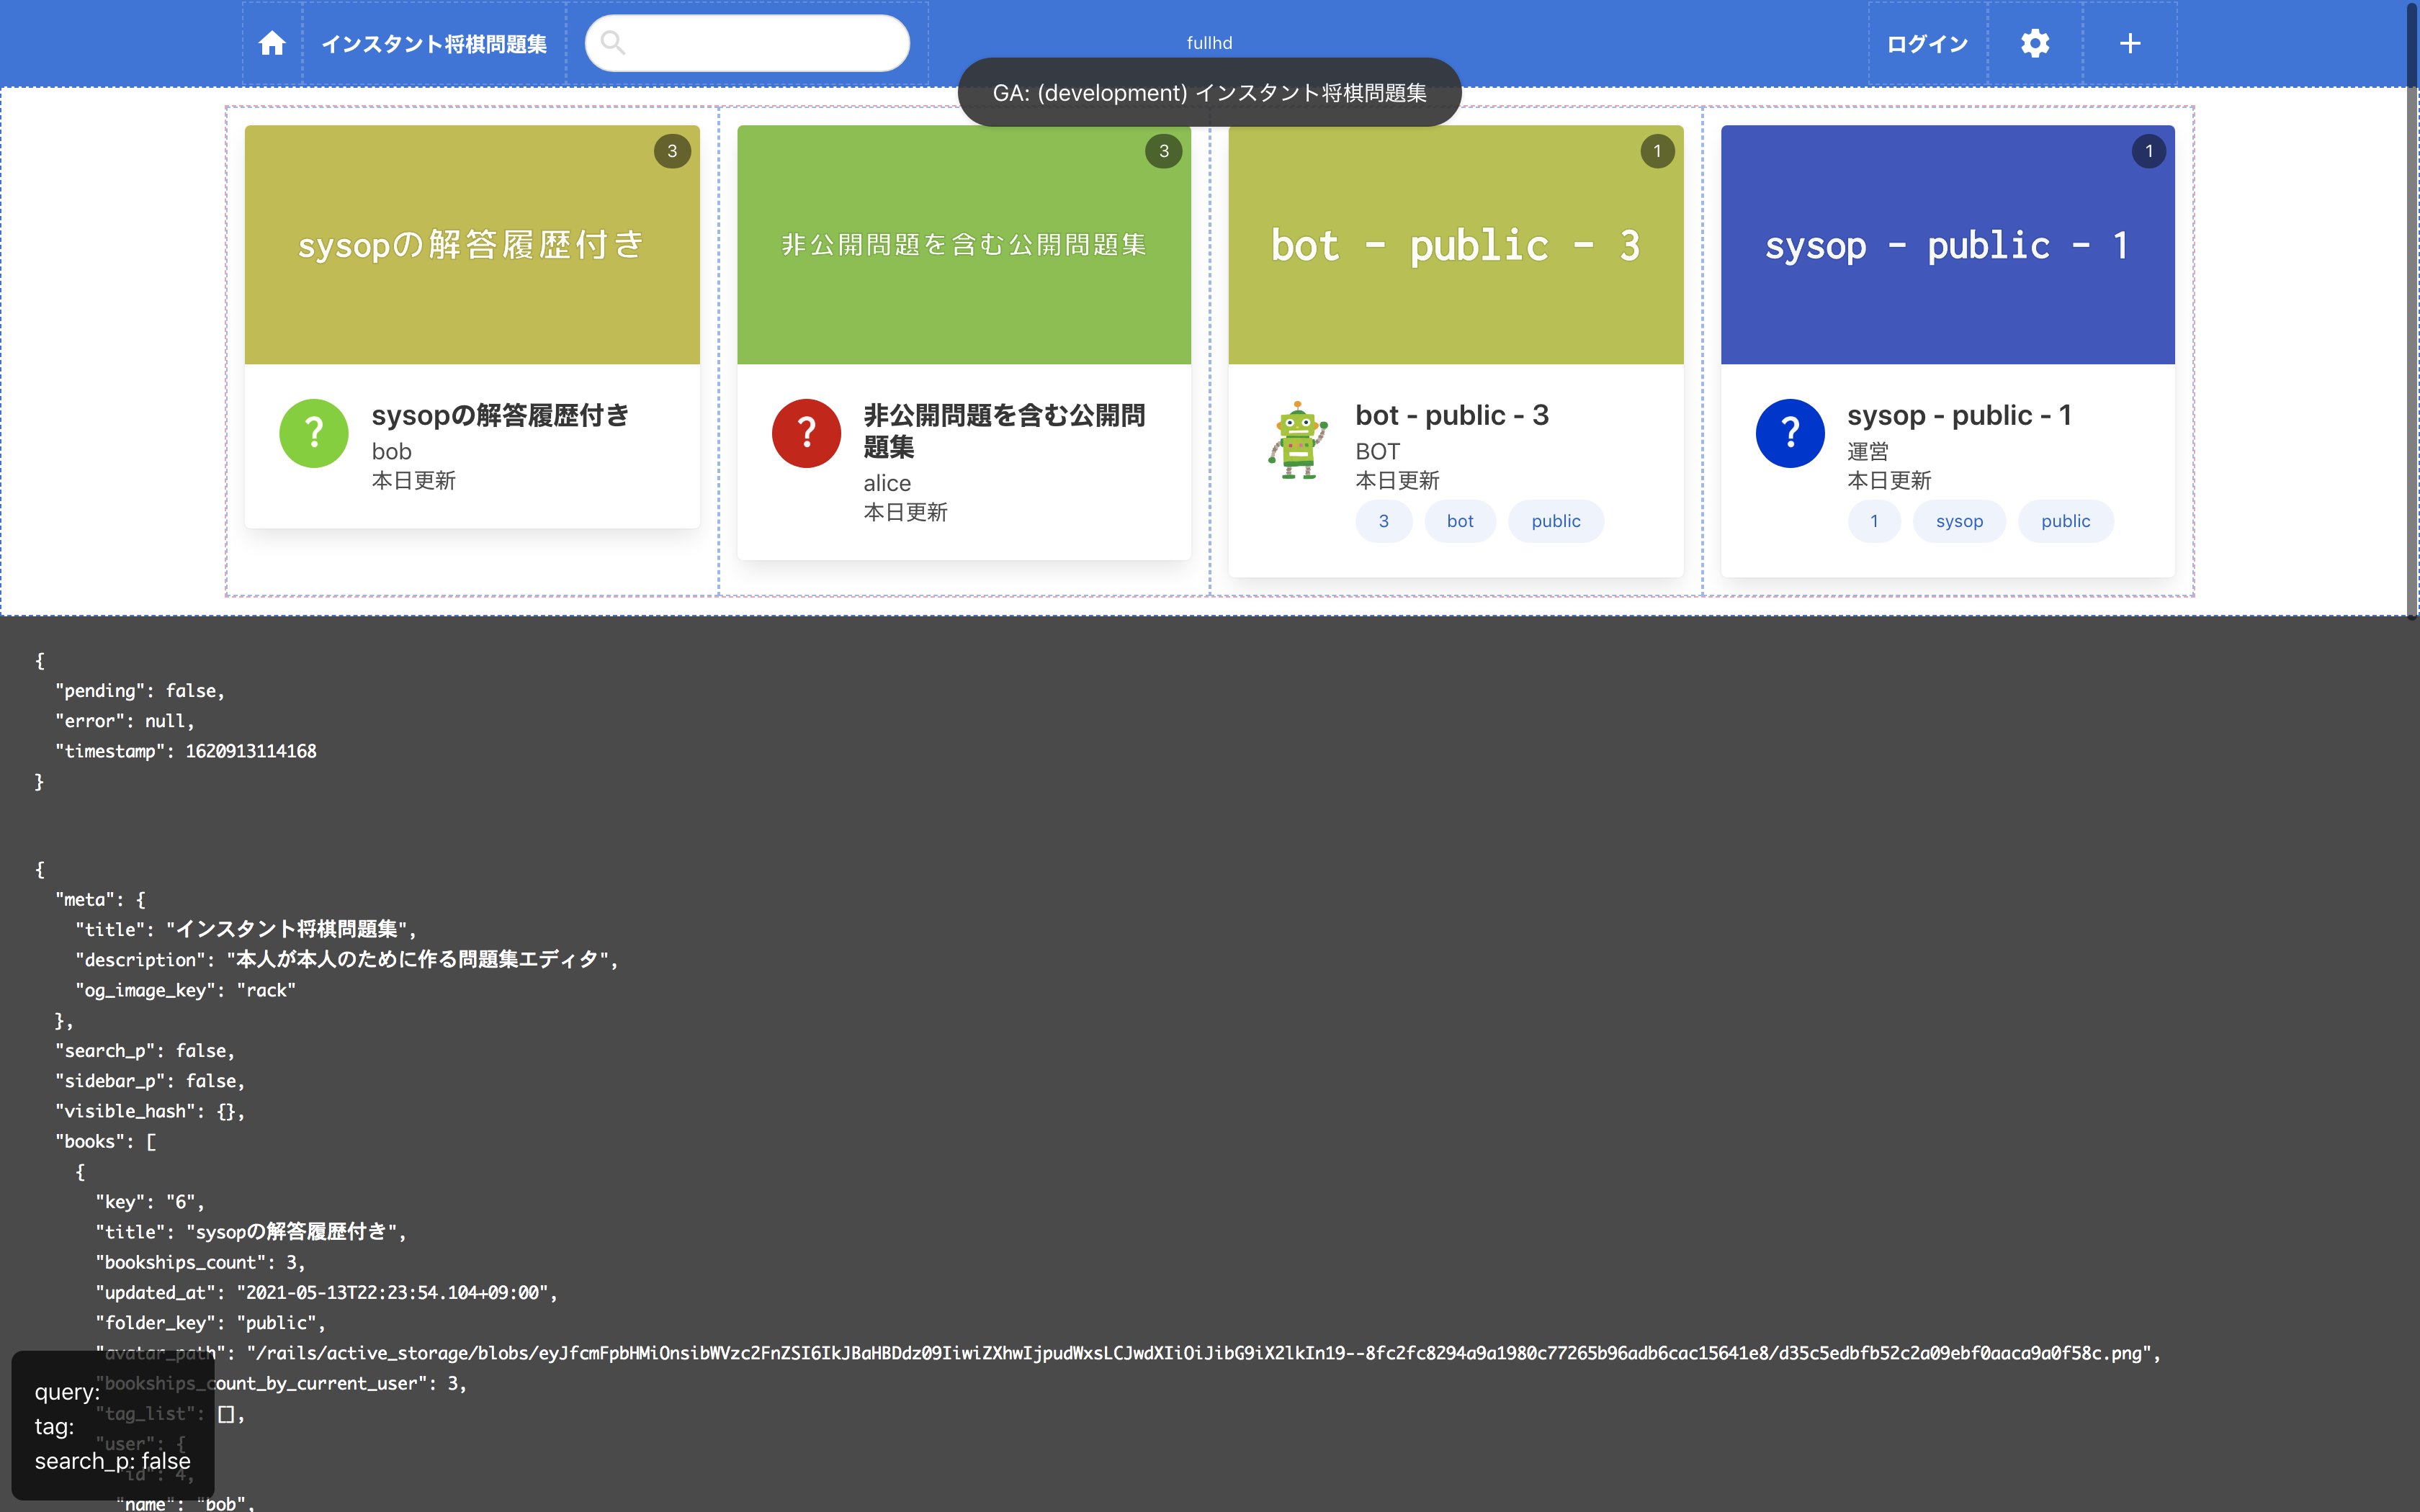 インスタント将棋問題集
fullhd
ログイン
GA: (development) インスタント将棋問題集
3
sysopの解答履歴付き
sysopの解答履歴付き
bob
本日更新
3
非公開問題を含む公開問題集
非公開問題を含む公開問
題集
alice
本日更新
1
bot - public - 3
bot - public - 3
BOT
本日更新
3 bot public
1
sysop - public - 1
sysop - public - 1
運営
本日更新
1 sysop public
{
"pending": false,
"error": null,
"timestamp": 1620913114168
}
{
"meta": {
"title": "インスタント将棋問題集",
"description": "本人が本人のために作る問題集エディタ",
"og_image_key": "rack"
},
"search_p": false,
"sidebar_p": false,
"visible_hash": {},
"books": [
{
"key": "6",
"title": "sysopの解答履歴付き",
"bookships_count": 3,
"updated_at": "2021-05-13T22:23:54.104+09:00",
"folder_key": "public",
"avatar_path": "/rails/active_storage/blobs/eyJfcmFpbHMiOnsibWVzc2FnZSI6IkJBaHBDdz09IiwiZXhwIjpudWxsLCJwdXIiOiJibG9iX2lkIn19--8fc2fc8294a9a1980c77265b96adb6cac15641e8/d35c5edbfb52c2a09ebf0aaca9a0f58c.png",
"bookships_count_by_current_user": 3,
"tag_list": [],
"user": {
"id": 4,
"name": "bob",
query:
tag:
search_p: false